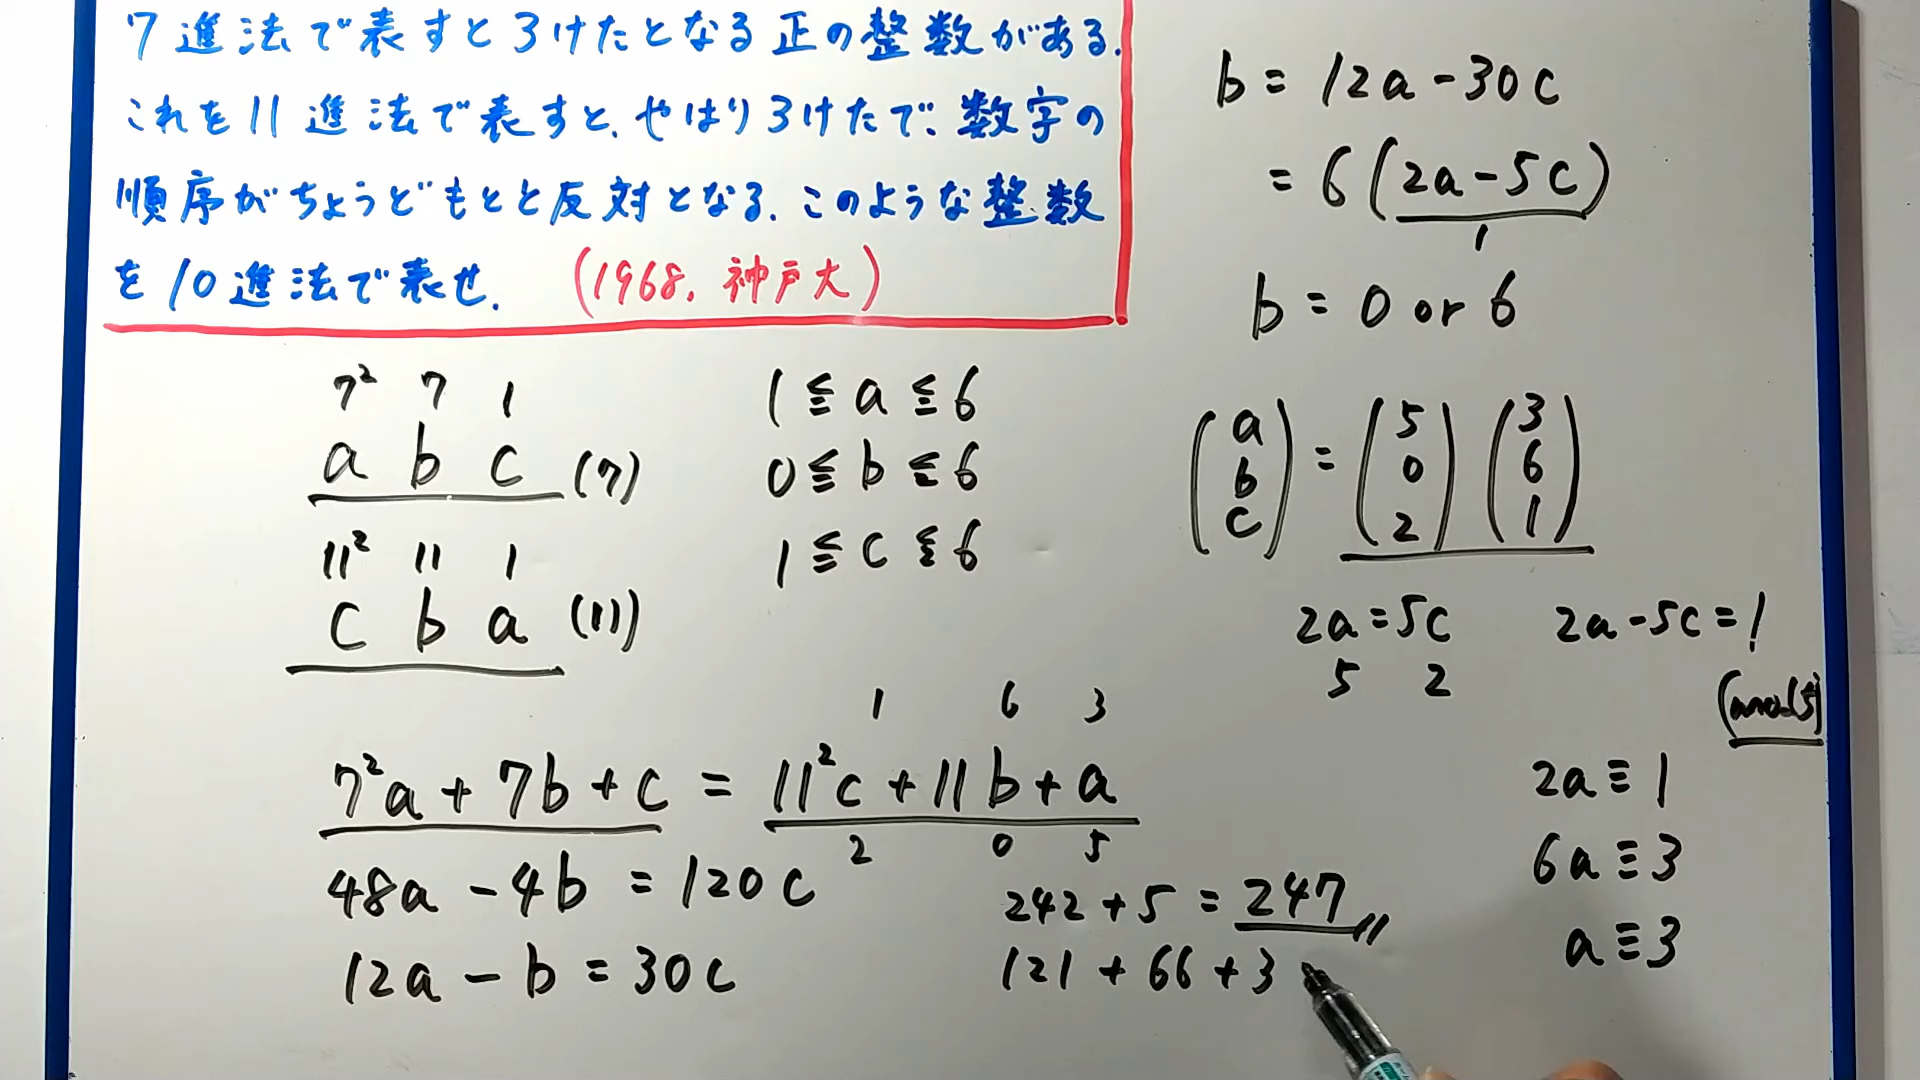 7進法で表すと3けたとなる正の整数がある.
これを11進法で表すと、やはり3けたで、数字の
順序がちょうどもとと反対となる.このような整数
を10進法で表せ. (1968. 神戸大)
7² 7 1
a b c (7)
11² 11 1
c b a (11)
1≦a≦6
0≦b≦6
1≦c≦6
1 6 3
7²a+7b+c = 11²c+11b+a
2 0 5
48a-4b = 120c
12a-b=30c
242+5=247
121+66+3
b=12a-30c
=6(2a-5c)
1
b=0 or 6
(a b c) = (5 0 2) (3 6 1)
2a=5c
5 2
2a-5c=1
(mod5)
2a≡1
6a≡3
a≡3